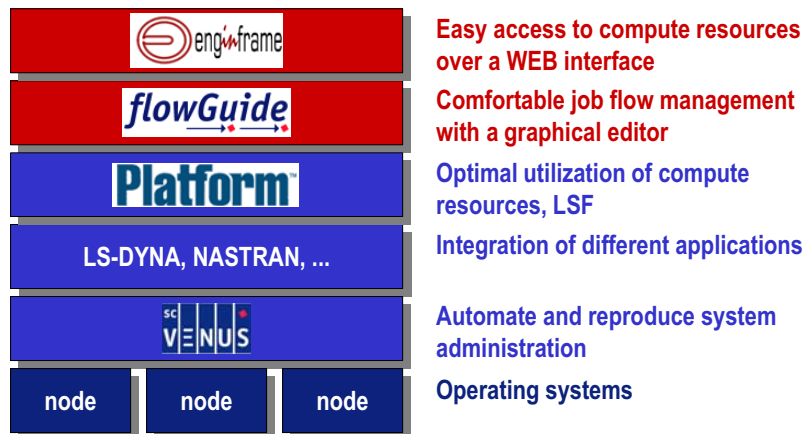 enginframe
Easy access to compute resources
over a WEB interface
flowGuide
Comfortable job flow management
with a graphical editor
Platform™
Optimal utilization of compute
resources, LSF
LS-DYNA, NASTRAN, ...
Integration of different applications
sc
VENUS
Automate and reproduce system
administration
node node node
Operating systems